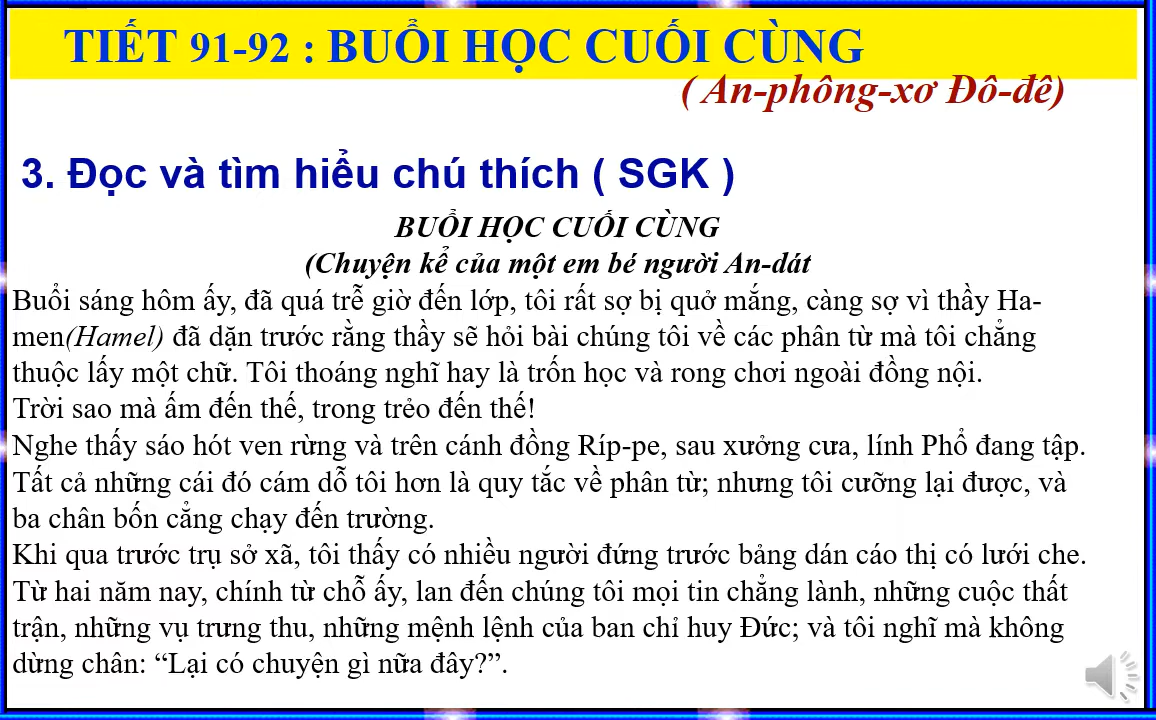 TIẾT 91-92 : BUỔI HỌC CUỐI CÙNG
( An-phông-xơ Đô-đê)
3. Đọc và tìm hiểu chú thích ( SGK )
BUỔI HỌC CUỐI CÙNG
(Chuyện kể của một em bé người An-dát
Buổi sáng hôm ấy, đã quá trễ giờ đến lớp, tôi rất sợ bị quở mắng, càng sợ vì thầy Ha-
men(Hamel) đã dặn trước rằng thầy sẽ hỏi bài chúng tôi về các phân từ mà tôi chẳng
thuộc lấy một chữ. Tôi thoáng nghĩ hay là trốn học và rong chơi ngoài đồng nội.
Trời sao mà ấm đến thế, trong trẻo đến thế!
Nghe thấy sáo hót ven rừng và trên cánh đồng Ríp-pe, sau xưởng cưa, lính Phổ đang tập.
Tất cả những cái đó cám dỗ tôi hơn là quy tắc về phân từ; nhưng tôi cưỡng lại được, và
ba chân bốn cẳng chạy đến trường.
Khi qua trước trụ sở xã, tôi thấy có nhiều người đứng trước bảng dán cáo thị có lưới che.
Từ hai năm nay, chính từ chỗ ấy, lan đến chúng tôi mọi tin chẳng lành, những cuộc thất
trận, những vụ trưng thu, những mệnh lệnh của ban chỉ huy Đức; và tôi nghĩ mà không
dừng chân: “Lại có chuyện gì nữa đây?”.